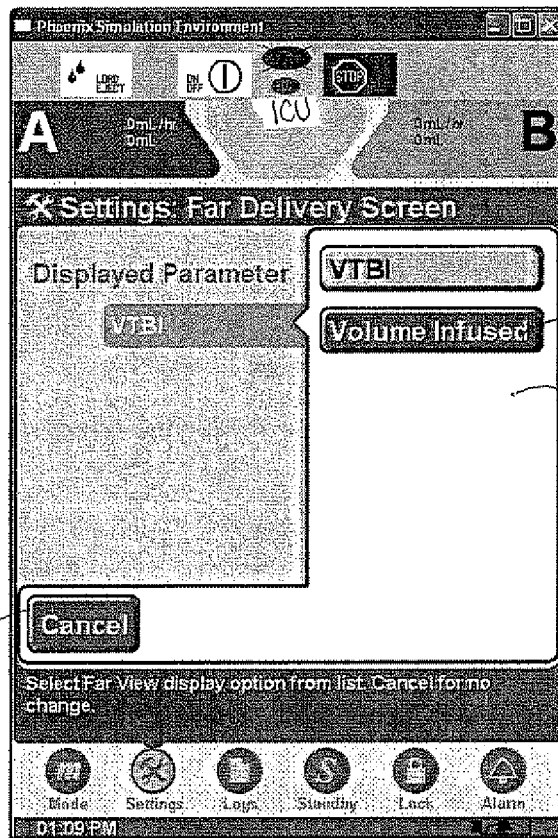 Phoenix Simulation Environment
LOAD
EJECT
ON
OFF
STOP
ICU
A
0mL/hr
0mL
0mL/hr
0mL
B
Settings: Far Delivery Screen
Displayed Parameter
VTBI
VTBI
Volume Infused
Cancel
Select Far View display option from list. Cancel for no
change.
Mode
Settings
Logs
Standby
Lock
Alarm
01:09 PM